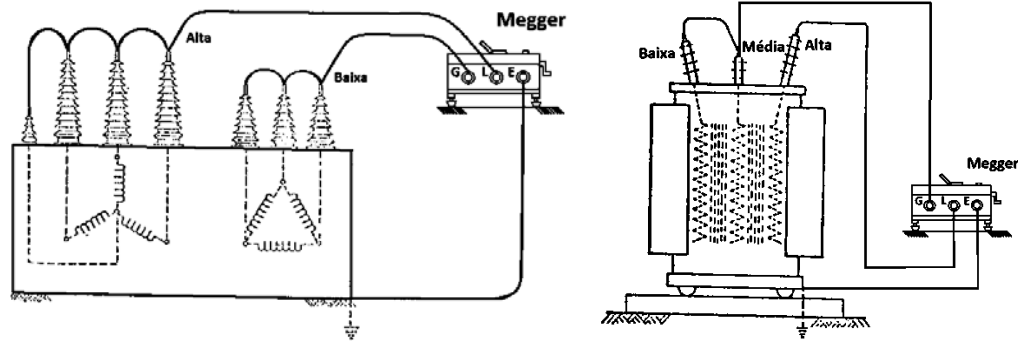 Alta
Megger
Baixa
G L E
Baixa
Média
Alta
Megger
G L E